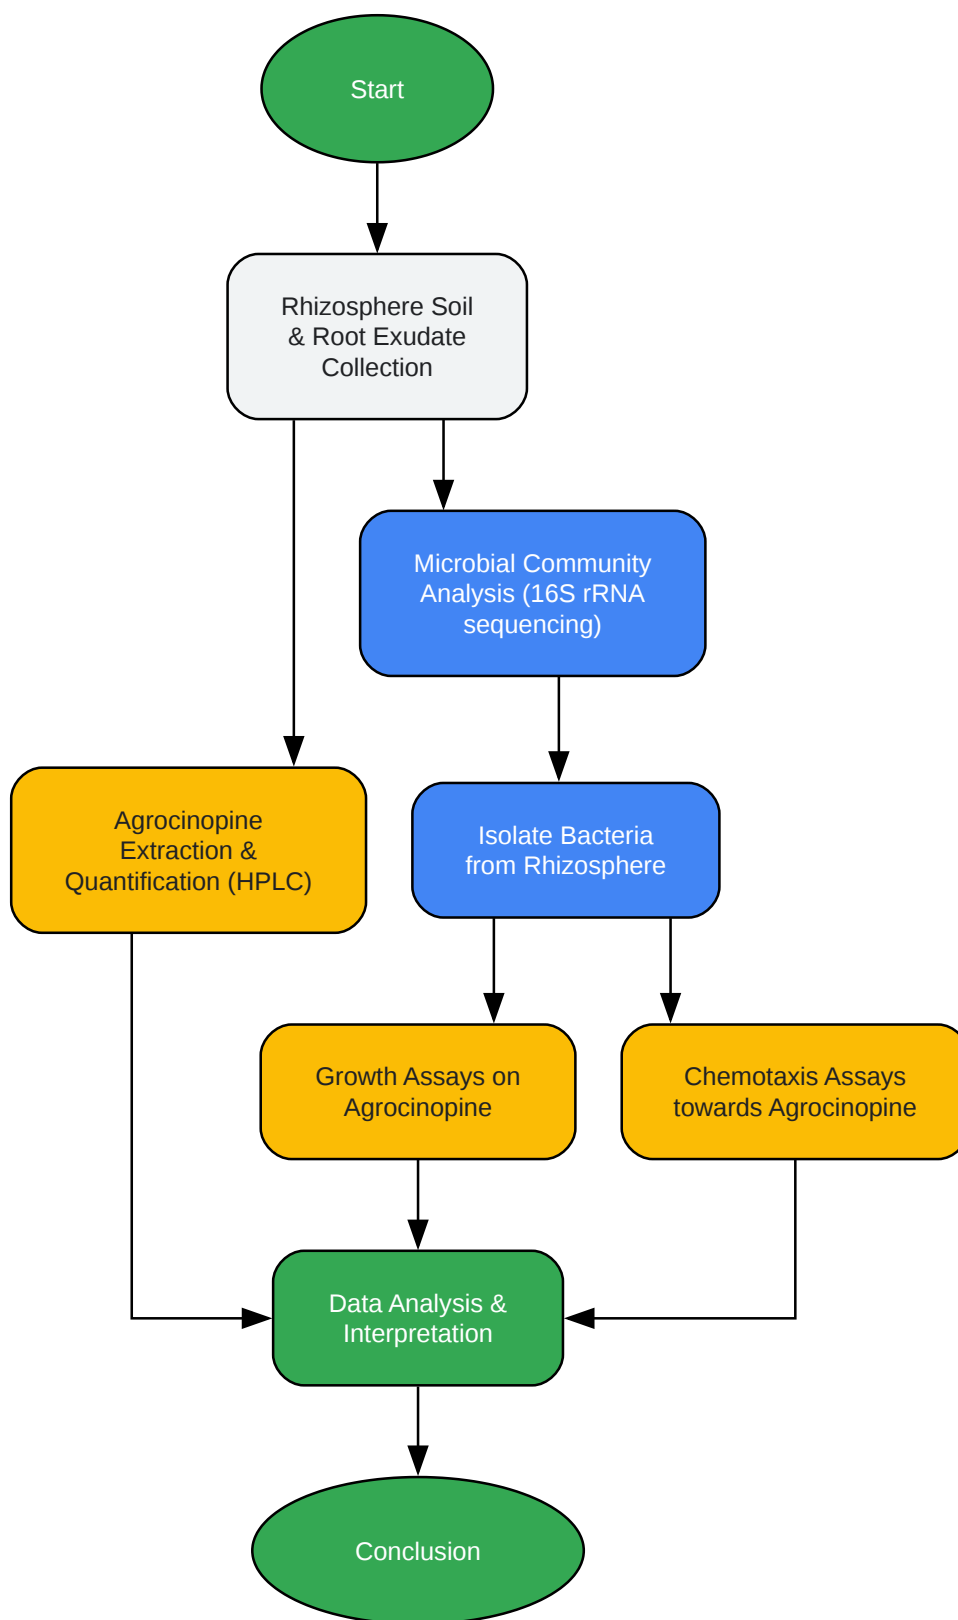 Start
Rhizosphere Soil
& Root Exudate
Collection
Microbial Community
Analysis (16S rRNA
sequencing)
Agrocinopine
Extraction &
Quantification (HPLC)
Isolate Bacteria
from Rhizosphere
Growth Assays on
Agrocinopine
Chemotaxis Assays
towards Agrocinopine
Data Analysis &
Interpretation
Conclusion